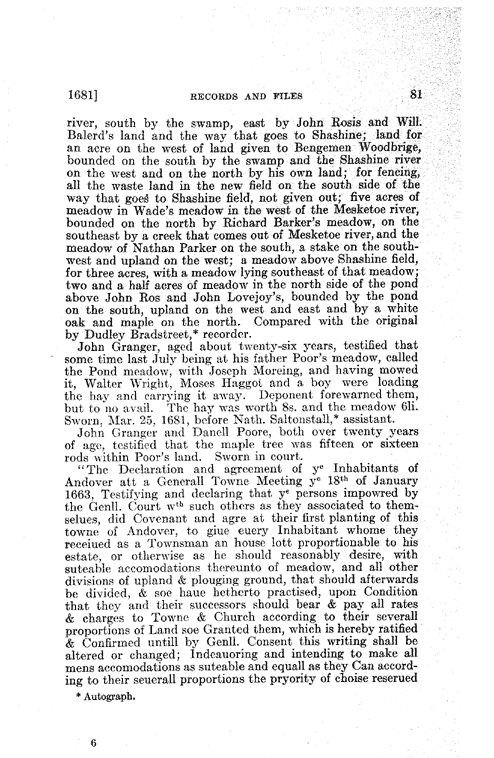 1681] RECORDS AND FILES 81
river, south by the swamp, east by John Rosis and Will.
Balerd's land and the way that goes to Shashine; land for
an acre on the west of land given to Bengemen Woodbrige,
bounded on the south by the swamp and the Shashine river
on the west and on the north by his own land; for fencing,
all the waste land in the new field on the south side of the
way that goes to Shashine field, not given out; five acres of
meadow in Wade's meadow in the west of the Mesketoe river,
bounded on the north by Richard Barker's meadow, on the
southeast by a creek that comes out of Mesketoe river, and the
meadow of Nathan Parker on the south, a stake on the south-
west and upland on the west; a meadow above Shashine field,
for three acres, with a meadow lying southeast of that meadow;
two and a half acres of meadow in the north side of the pond
above John Ros and John Lovejoy's, bounded by the pond
on the south, upland on the west and east and by a white
oak and maple on the north. Compared with the original
by Dudley Bradstreet,* recorder.
John Granger, aged about twenty-six years, testified that
some time last July being at his father Poor's meadow, called
the Pond meadow, with Joseph Moreing, and having mowed
it, Walter Wright, Moses Haggot and a boy were loading
the hay and carrying it away. Deponent forewarned them,
but to no avail. The hay was worth 8s. and the meadow 6li.
Sworn, Mar. 25, 1681, before Nath. Saltonstall,* assistant.
John Granger and Danell Poore, both over twenty years
of age, testified that the maple tree was fifteen or sixteen
rods within Poor's land. Sworn in court.
"The Declaration and agreement of yᵉ Inhabitants of
Andover att a Generall Towne Meeting yᵉ 18ᵗʰ of January
1663, Testifying and declaring that yᵉ persons impowred by
the Genll. Court wᵗʰ such others as they associated to them-
selues, did Covenant and agre at their first planting of this
towne of Andover, to giue euery Inhabitant whome they
receiued as a Townsman an house lott proportionable to his
estate, or otherwise as he should reasonably desire, with
suteable accomodations thereunto of meadow, and all other
divisions of upland & plouging ground, that should afterwards
be divided, & soe haue hetherto practised, upon Condition
that they and their successors should bear & pay all rates
& charges to Towne & Church according to their severall
proportions of Land soe Granted them, which is hereby ratified
& Confirmed untill by Genll. Consent this writing shall be
altered or changed; Indeauoring and intending to make all
mens accomodations as suteable and equall as they Can accord-
ing to their seuerall proportions the pryority of choise reserued
* Autograph.
6